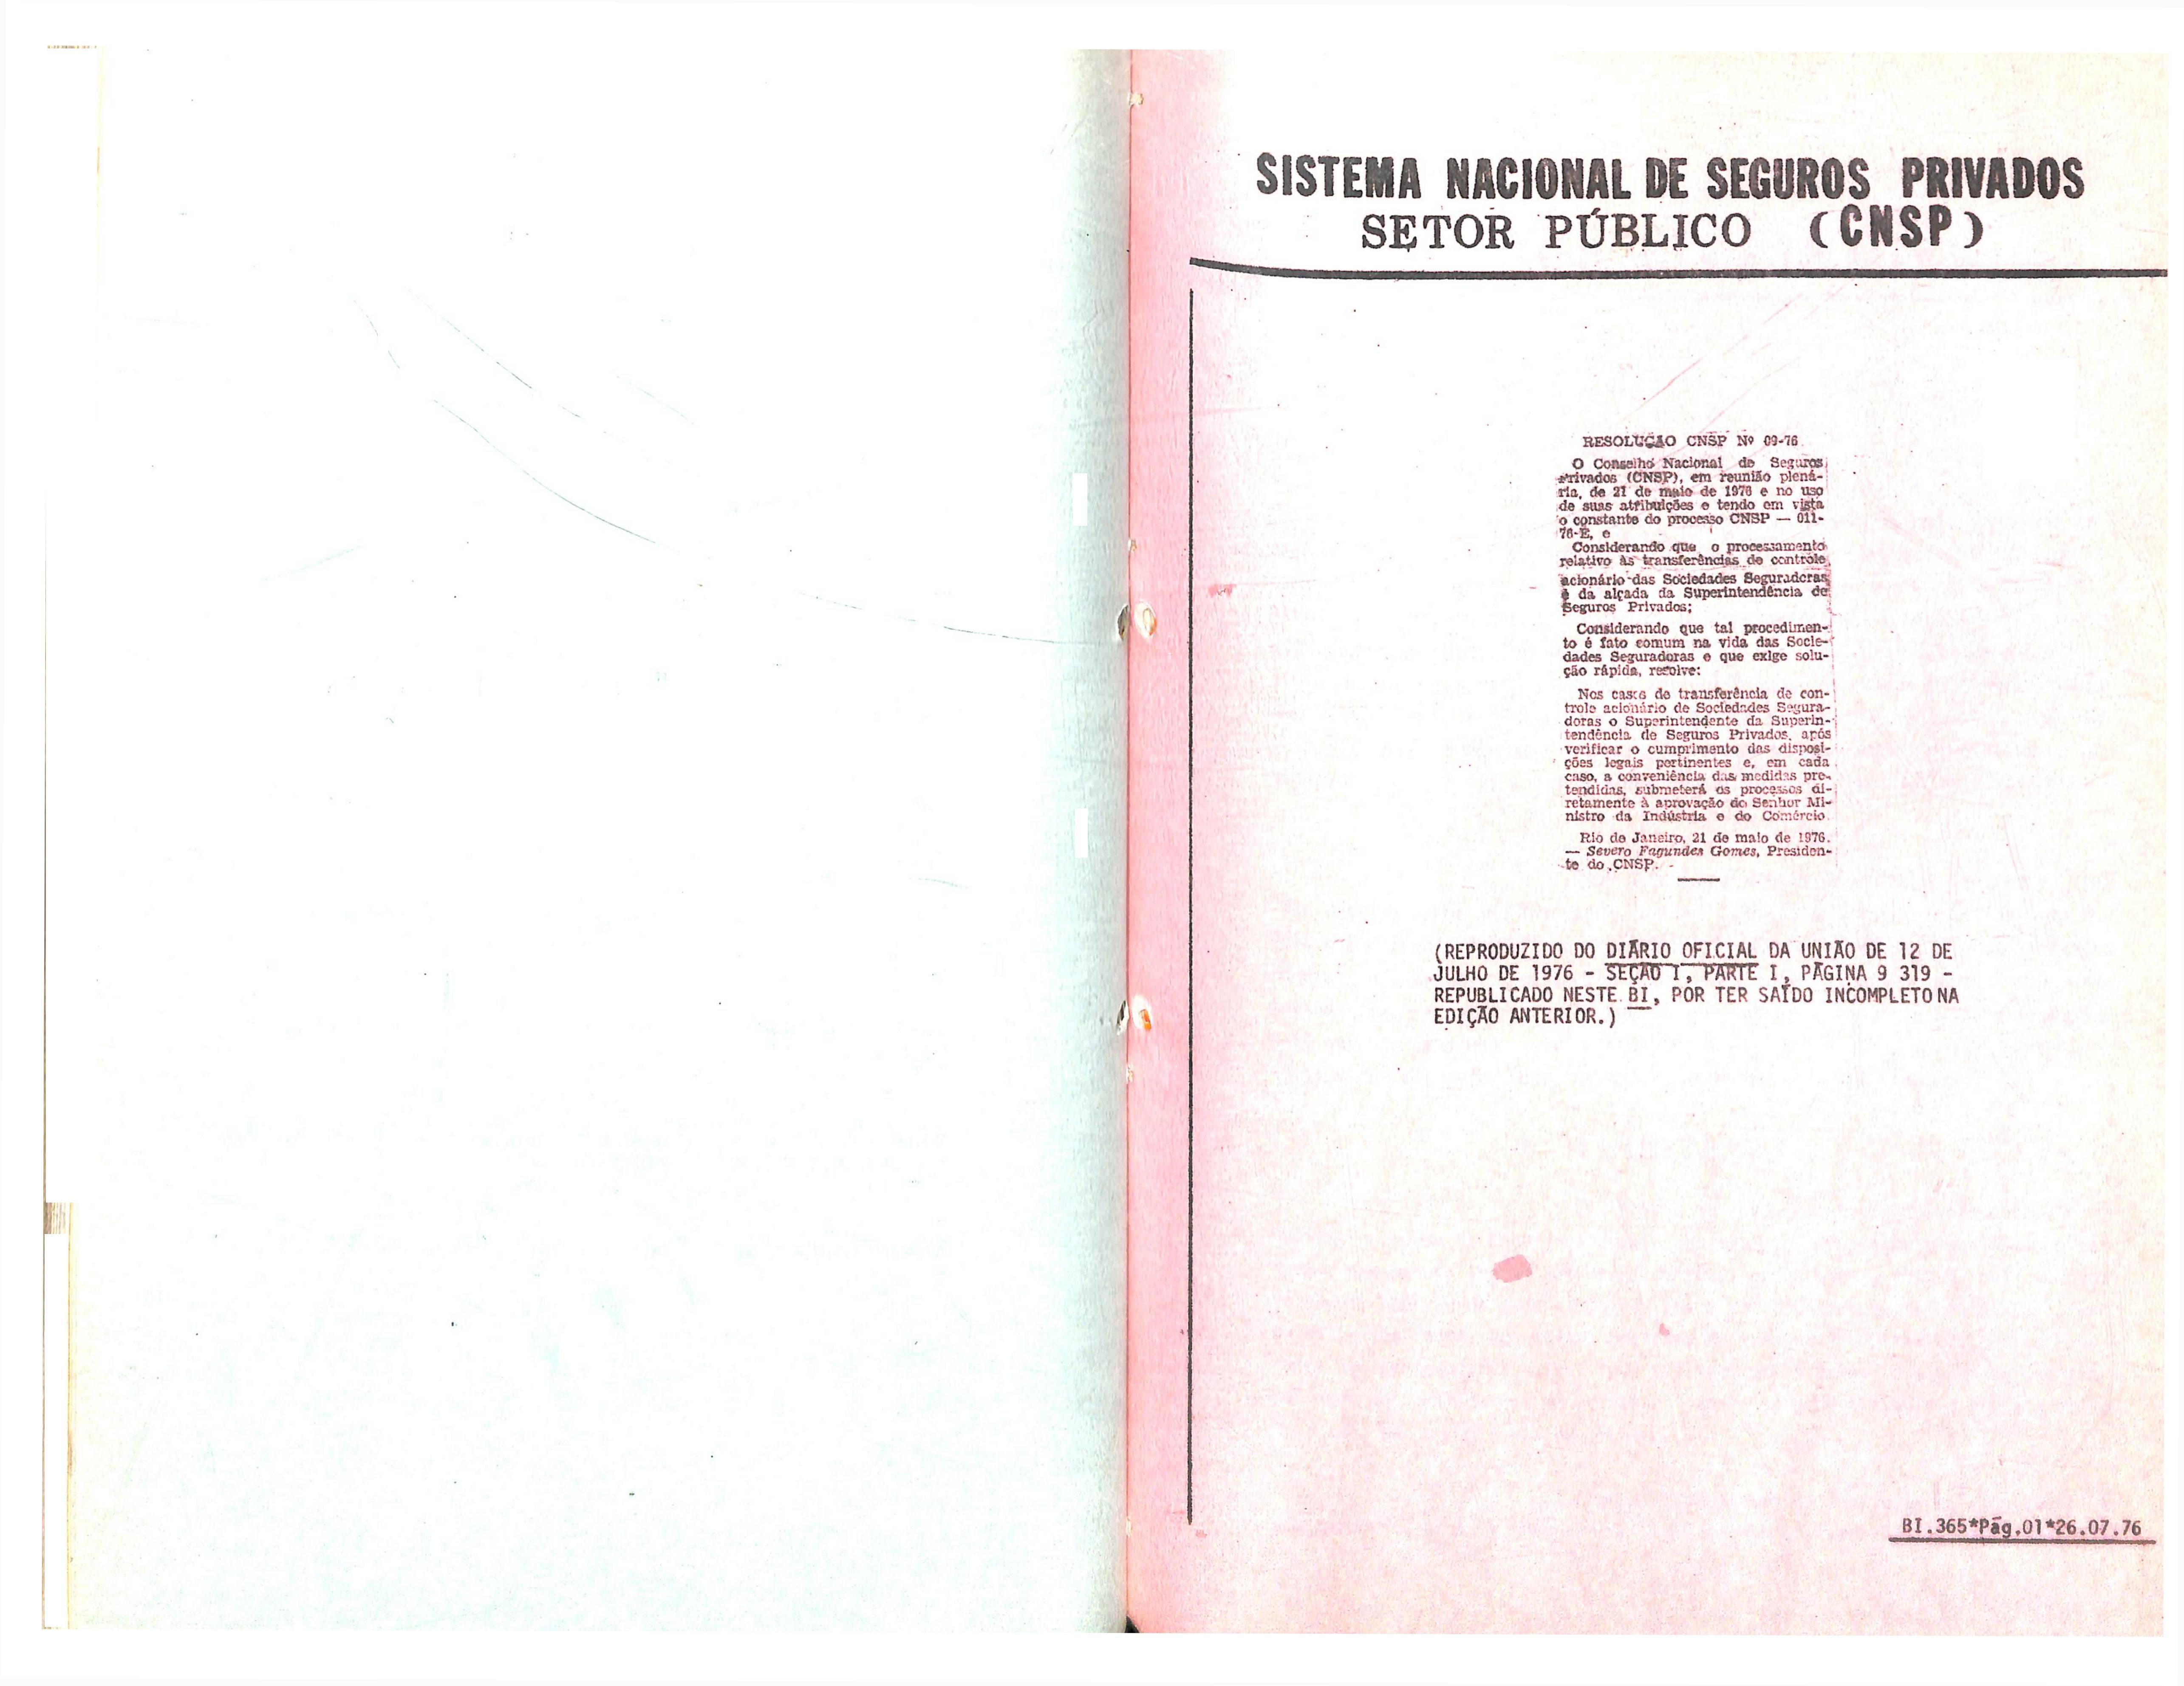 SISTEMA NACIONAL DE SEGUROS PRIVADOS
SETOR PÚBLICO (CNSP)
RESOLUÇÃO CNSP Nº 09-76
O Conselho Nacional de Seguros
Privados (CNSP), em reunião plená-
ria, de 21 de maio de 1976 e no uso
de suas atribuições e tendo em vista
o constante do processo CNSP — 011-
76-E, e
Considerando que o processamento
relativo às transferências de controle
acionário das Sociedades Seguradoras
é da alçada da Superintendência de
Seguros Privados;
Considerando que tal procedimen-
to é fato comum na vida das Socie-
dades Seguradoras e que exige solu-
ção rápida, resolve:
Nos casos de transferência de con-
trole acionário de Sociedades Segura-
doras o Superintendente da Superin-
tendência de Seguros Privados, após
verificar o cumprimento das disposi-
ções legais pertinentes e, em cada
caso, a conveniência das medidas pre-
tendidas, submeterá os processos di-
retamente à aprovação do Senhor Mi-
nistro da Indústria e do Comércio.
Rio de Janeiro, 21 de maio de 1976.
— Severo Fagundes Gomes, Presiden-
te do CNSP.
(REPRODUZIDO DO DIÁRIO OFICIAL DA UNIÃO DE 12 DE
JULHO DE 1976 - SEÇÃO I, PARTE I, PÁGINA 9 319 -
REPUBLICADO NESTE BI, POR TER SAÍDO INCOMPLETO NA
EDIÇÃO ANTERIOR.)
BI.365*Pág.01*26.07.76